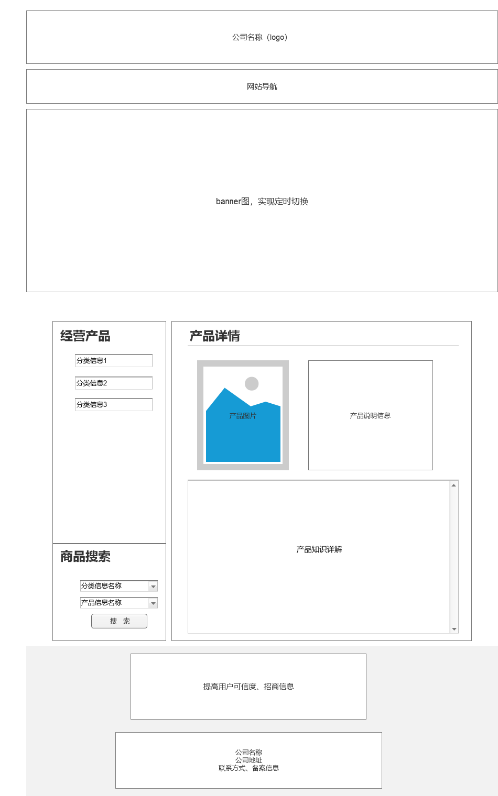 公司名称（logo）
网站导航
banner图，实现定时切换
经营产品
分类信息1
分类信息2
分类信息3
商品搜索
分类信息名称
产品信息名称
搜 索
产品详情
产品图片
产品说明信息
产品知识详解
提高用户可信度，招商信息
公司名称
公司地址
联系方式、备案信息